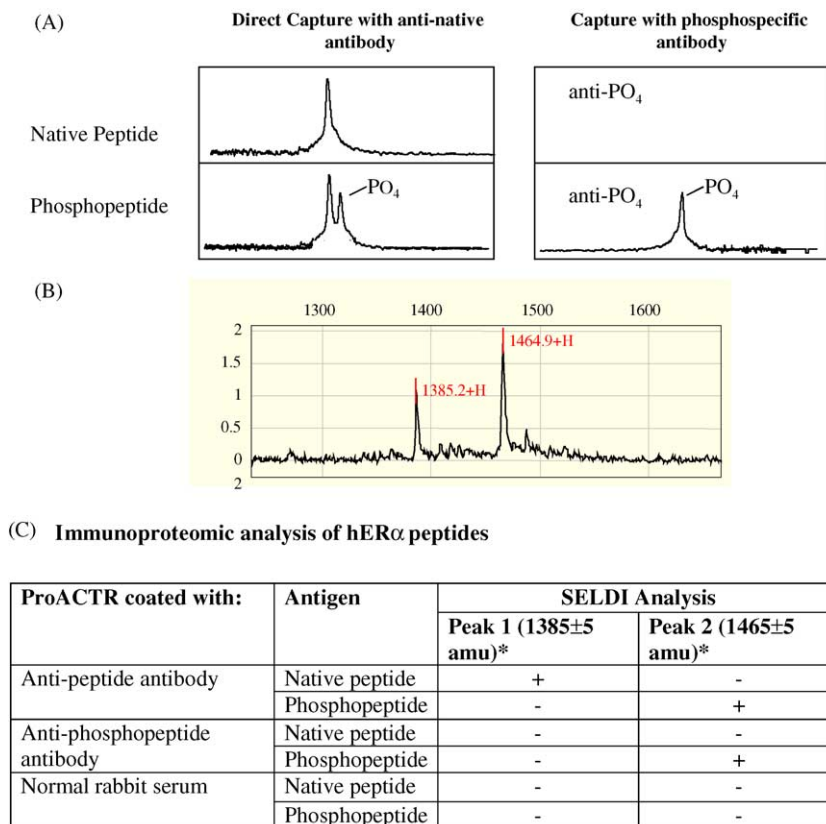 (A)
Direct Capture with anti-native
antibody
Capture with phosphospecific
antibody
Native Peptide
anti-PO₄
Phosphopeptide
PO₄
anti-PO₄
PO₄
(B)
1300 1400 1500 1600
2
1.5
1
0.5
0
2
1385.2+H
1464.9+H
(C) Immunoproteomic analysis of hERα peptides
ProACTR coated with: Antigen SELDI Analysis
Peak 1 (1385±5
amu)*
Peak 2 (1465±5
amu)*
Anti-peptide antibody Native peptide + -
Phosphopeptide - +
Anti-phosphopeptide
antibody
Native peptide - -
Phosphopeptide - +
Normal rabbit serum Native peptide - -
Phosphopeptide - -